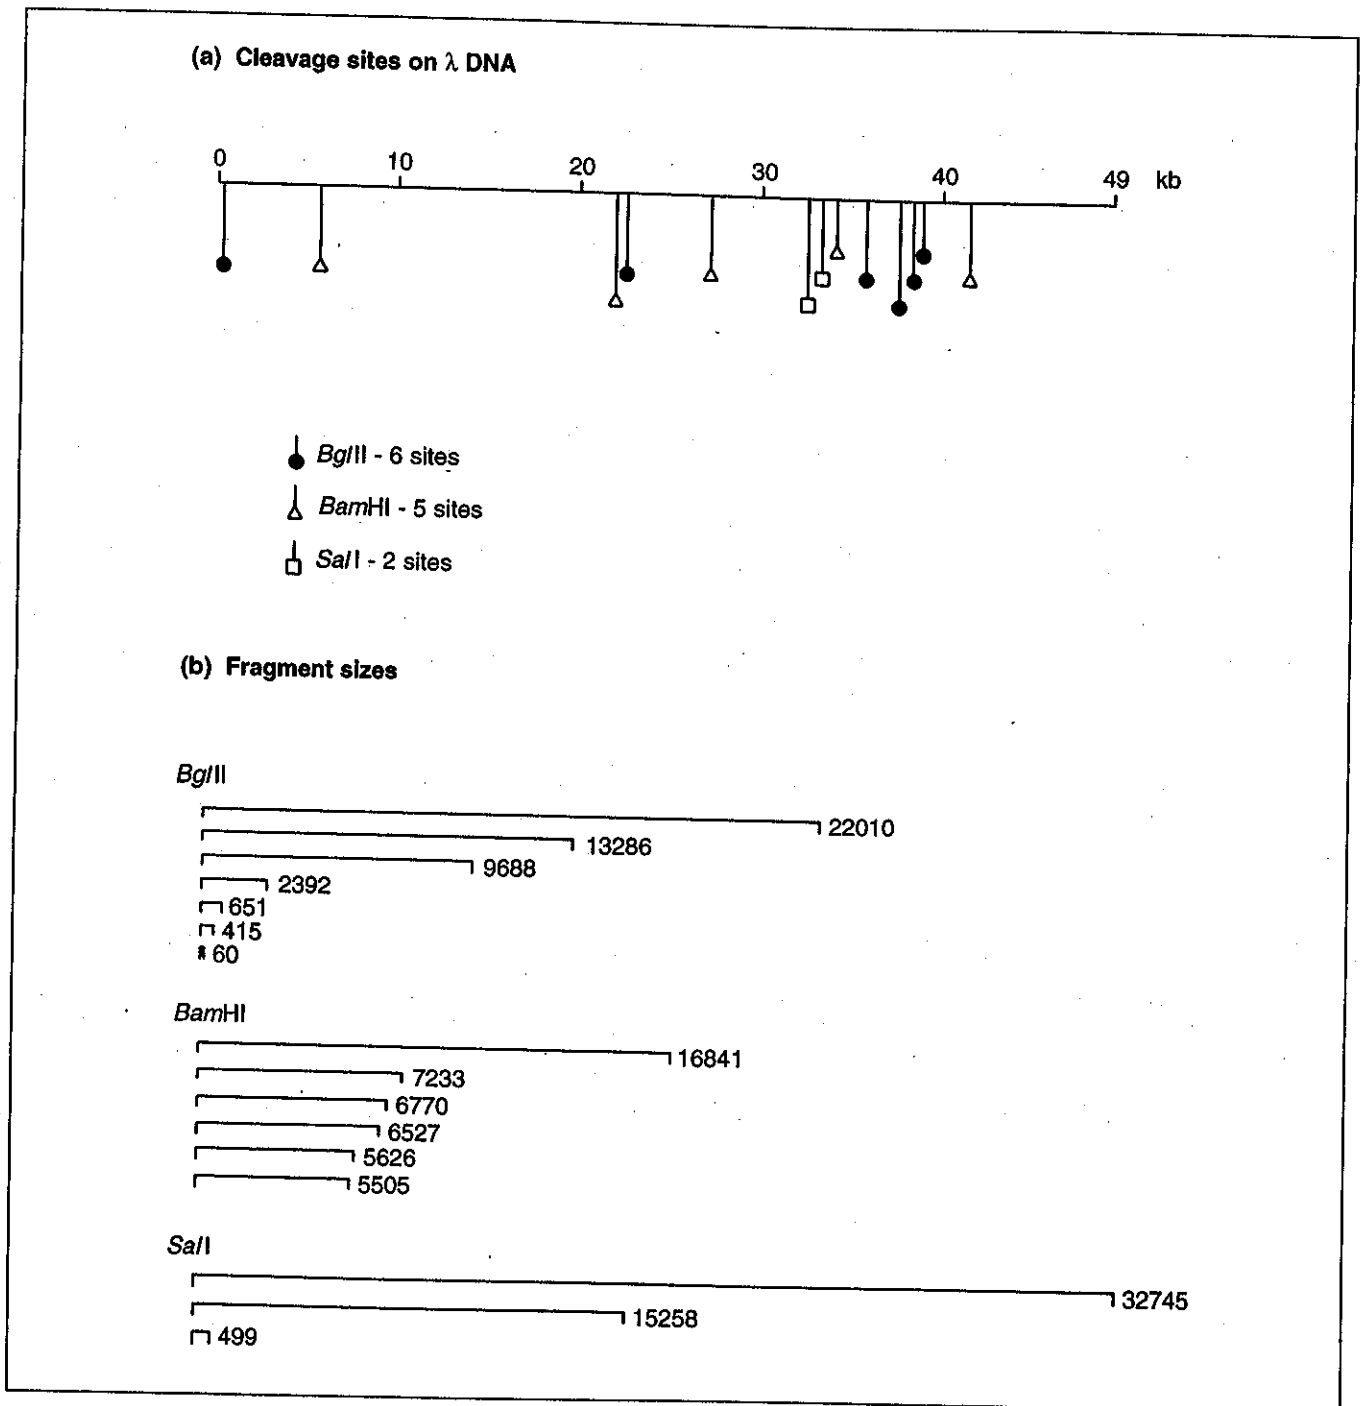 (a) Cleavage sites on λ DNA
0 10 20 30 40 49 kb
BglII - 6 sites
BamHI - 5 sites
SalI - 2 sites
(b) Fragment sizes
BglII
22010
13286
9688
2392
651
415
60
BamHI
16841
7233
6770
6527
5626
5505
SalI
32745
15258
499